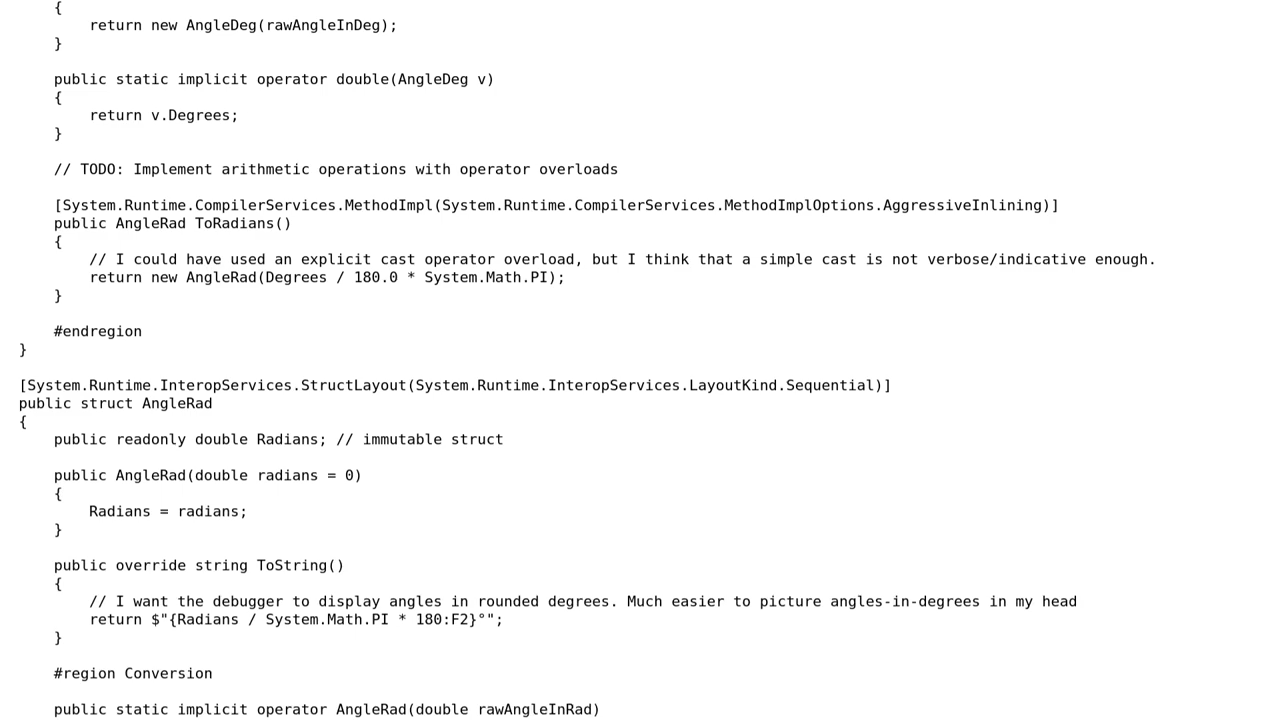 {
        return new AngleDeg(rawAngleInDeg);
    }

    public static implicit operator double(AngleDeg v)
    {
        return v.Degrees;
    }

    // TODO: Implement arithmetic operations with operator overloads

    [System.Runtime.CompilerServices.MethodImpl(System.Runtime.CompilerServices.MethodImplOptions.AggressiveInlining)]
    public AngleRad ToRadians()
    {
        // I could have used an explicit cast operator overload, but I think that a simple cast is not verbose/indicative enough.
        return new AngleRad(Degrees / 180.0 * System.Math.PI);
    }

    #endregion
}

[System.Runtime.InteropServices.StructLayout(System.Runtime.InteropServices.LayoutKind.Sequential)]
public struct AngleRad
{
    public readonly double Radians; // immutable struct

    public AngleRad(double radians = 0)
    {
        Radians = radians;
    }

    public override string ToString()
    {
        // I want the debugger to display angles in rounded degrees. Much easier to picture angles-in-degrees in my head
        return $"{Radians / System.Math.PI * 180:F2}°";
    }

    #region Conversion

    public static implicit operator AngleRad(double rawAngleInRad)